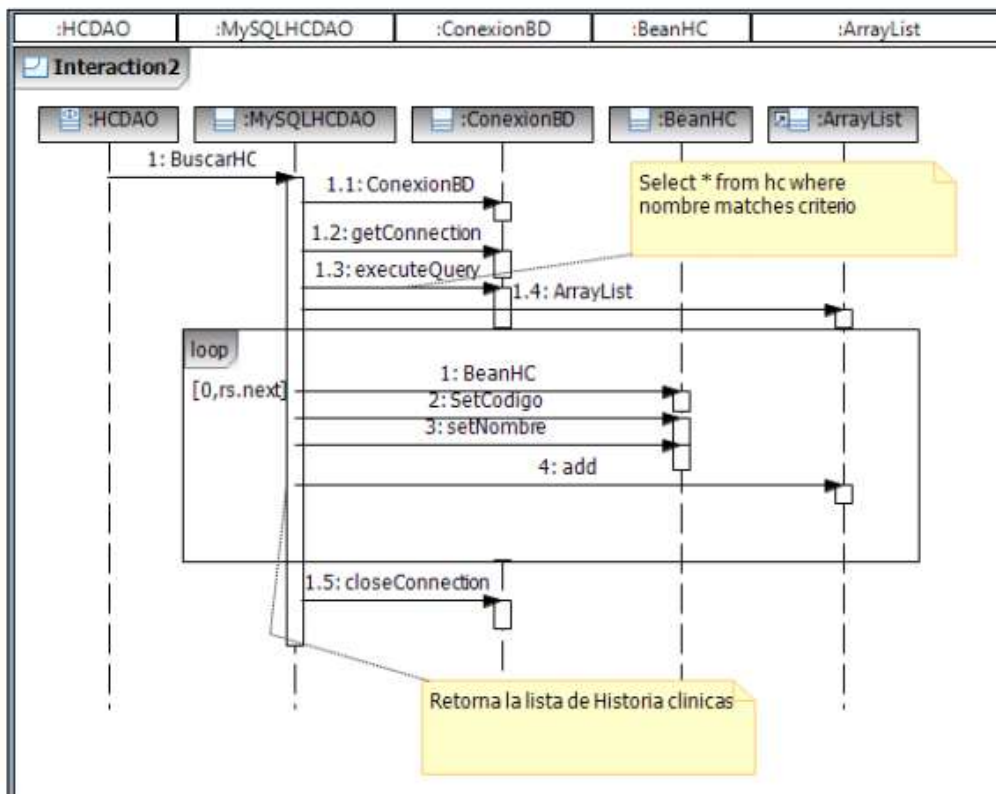 :HCDAO :MySQLHCDAO :ConexionBD :BeanHC :ArrayList
Interaction2
:HCDAO :MySQLHCDAO :ConexionBD :BeanHC :ArrayList
1: BuscarHC
1.1: ConexionBD
Select * from hc where
nombre matches criterio
1.2: getConnection
1.3: executeQuery
1.4: ArrayList
loop
[0,rs.next]
1: BeanHC
2: SetCodigo
3: setNombre
4: add
1.5: closeConnection
Retorna la lista de Historia clinicas